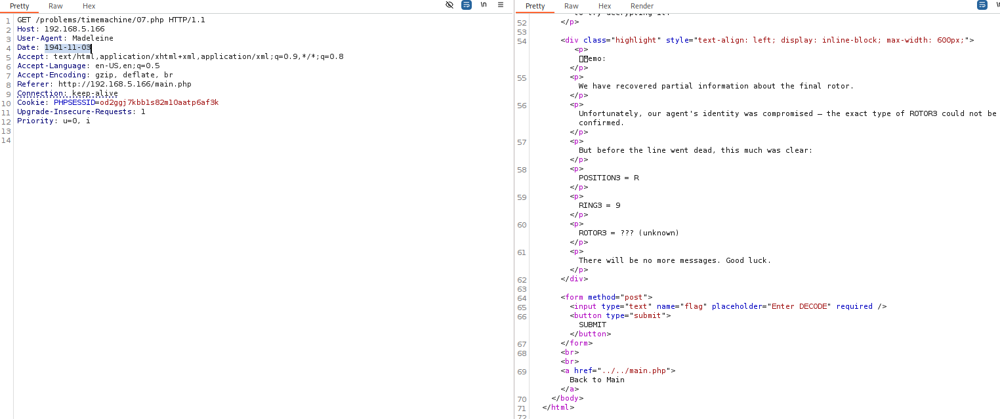 Pretty Raw Hex \n
1 GET /problems/timemachine/07.php HTTP/1.1
2 Host: 192.168.5.166
3 User-Agent: Madeleine
4 Date: 1941-11-03
5 Accept: text/html,application/xhtml+xml,application/xml;q=0.9,*/*;q=0.8
6 Accept-Language: en-US,en;q=0.5
7 Accept-Encoding: gzip, deflate, br
8 Referer: http://192.168.5.166/main.php
9 Connection: keep-alive
10 Cookie: PHPSESSID=od2ggj7kbb1s82m10aatp6af3k
11 Upgrade-Insecure-Requests: 1
12 Priority: u=0, i
13
14
Pretty Raw Hex Render
to try decrypting it?
52 </p>
53
54 <div class="highlight" style="text-align: left; display: inline-block; max-width: 600px;">
<p>
emo:
</p>
55 <p>
We have recovered partial information about the final rotor.
</p>
56 <p>
Unfortunately, our agent's identity was compromised — the exact type of ROTOR3 could not be
confirmed.
</p>
57 <p>
But before the line went dead, this much was clear:
</p>
58 <p>
POSITION3 = R
</p>
59 <p>
RING3 = 9
</p>
60 <p>
ROTOR3 = ??? (unknown)
</p>
61 <p>
There will be no more messages. Good luck.
</p>
62 </div>
63
64 <form method="post">
65 <input type="text" name="flag" placeholder="Enter DECODE" required />
66 <button type="submit">
SUBMIT
</button>
67 </form>
68 <br>
<br>
69 <a href="../../main.php">
Back to Main
</a>
70 </body>
71 </html>
72